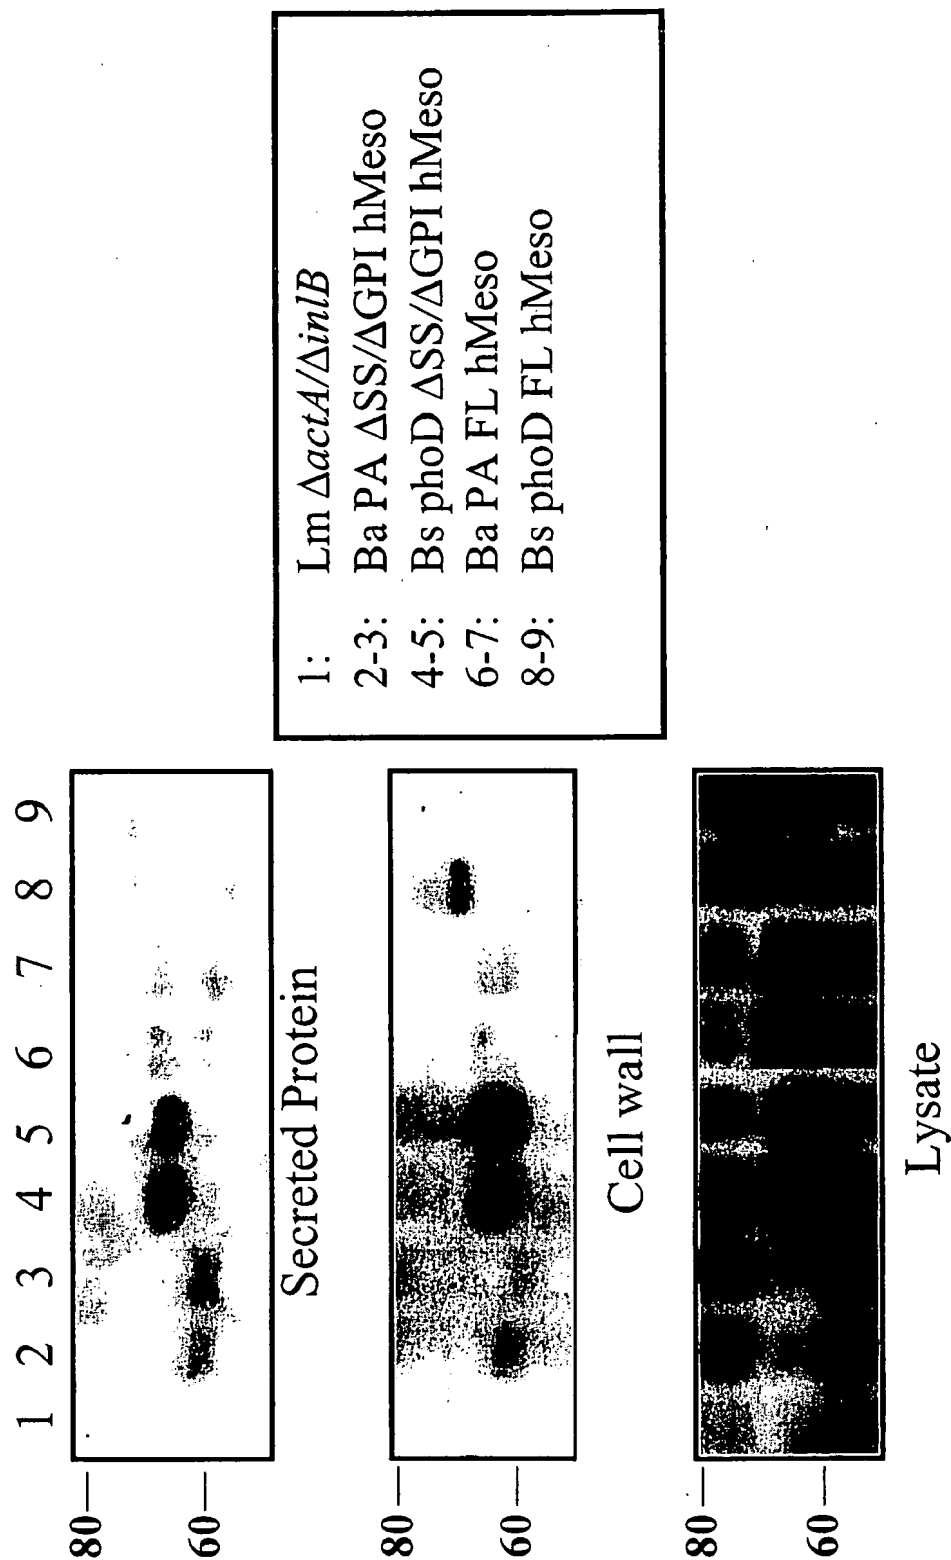 1 2 3 4 5 6 7 8 9
80
60
Secreted Protein
80
60
Cell wall
80
60
Lysate
1: Lm ΔactA/ΔinlB
2-3: Ba PA ΔSS/ΔGPI hMeso
4-5: Bs phoD ΔSS/ΔGPI hMeso
6-7: Ba PA FL hMeso
8-9: Bs phoD FL hMeso